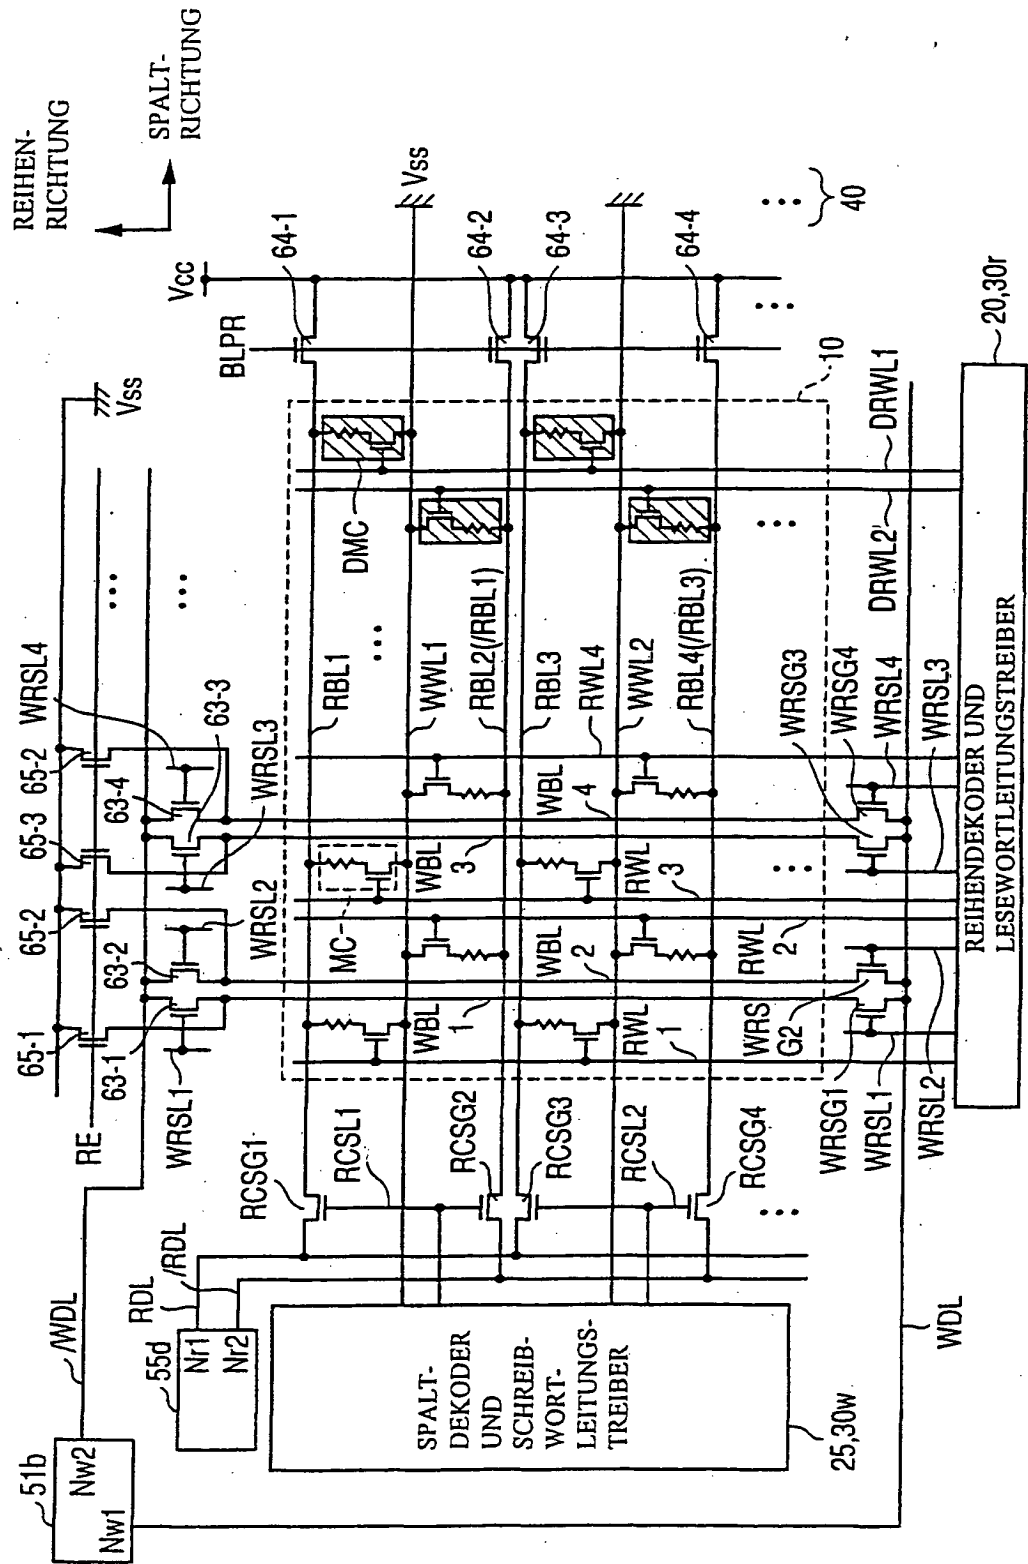 REIHEN-
RICHTUNG
SPALT-
RICHTUNG
51b
Nw2
Nw1
/WDL
55d
Nr1
Nr2
RDL
/RDL
RE
65-1
65-2
65-3
65-2
63-1
63-2
63-4
63-3
WRSL1
WRSL2
WRSL3
WRSL4
Vss
Vcc
BLPR
64-1
64-2
64-3
64-4
Vss
40
RCSG1
RCSL1
RCSG2
RCSG3
RCSL2
RCSG4
SPALT-
DEKODER
UND
SCHREIB-
WORT-
LEITUNGS-
TREIBER
25,30w
MC
DMC
RBL1
WWL1
RBL2(/RBL1)
RBL3
RWL4
WWL2
RBL4(/RBL3)
WBL
1
WBL
2
WBL
3
WBL
4
RWL
1
RWL
2
RWL
3
10
WRSG1
WRS
G2
WRSG3
WRSG4
WRSL1
WRSL2
WRSL4
WRSL3
DRWL2
DRWL1
WDL
REIHENDEKODER UND
LESEWORTLEITUNGSTREIBER
20,30r